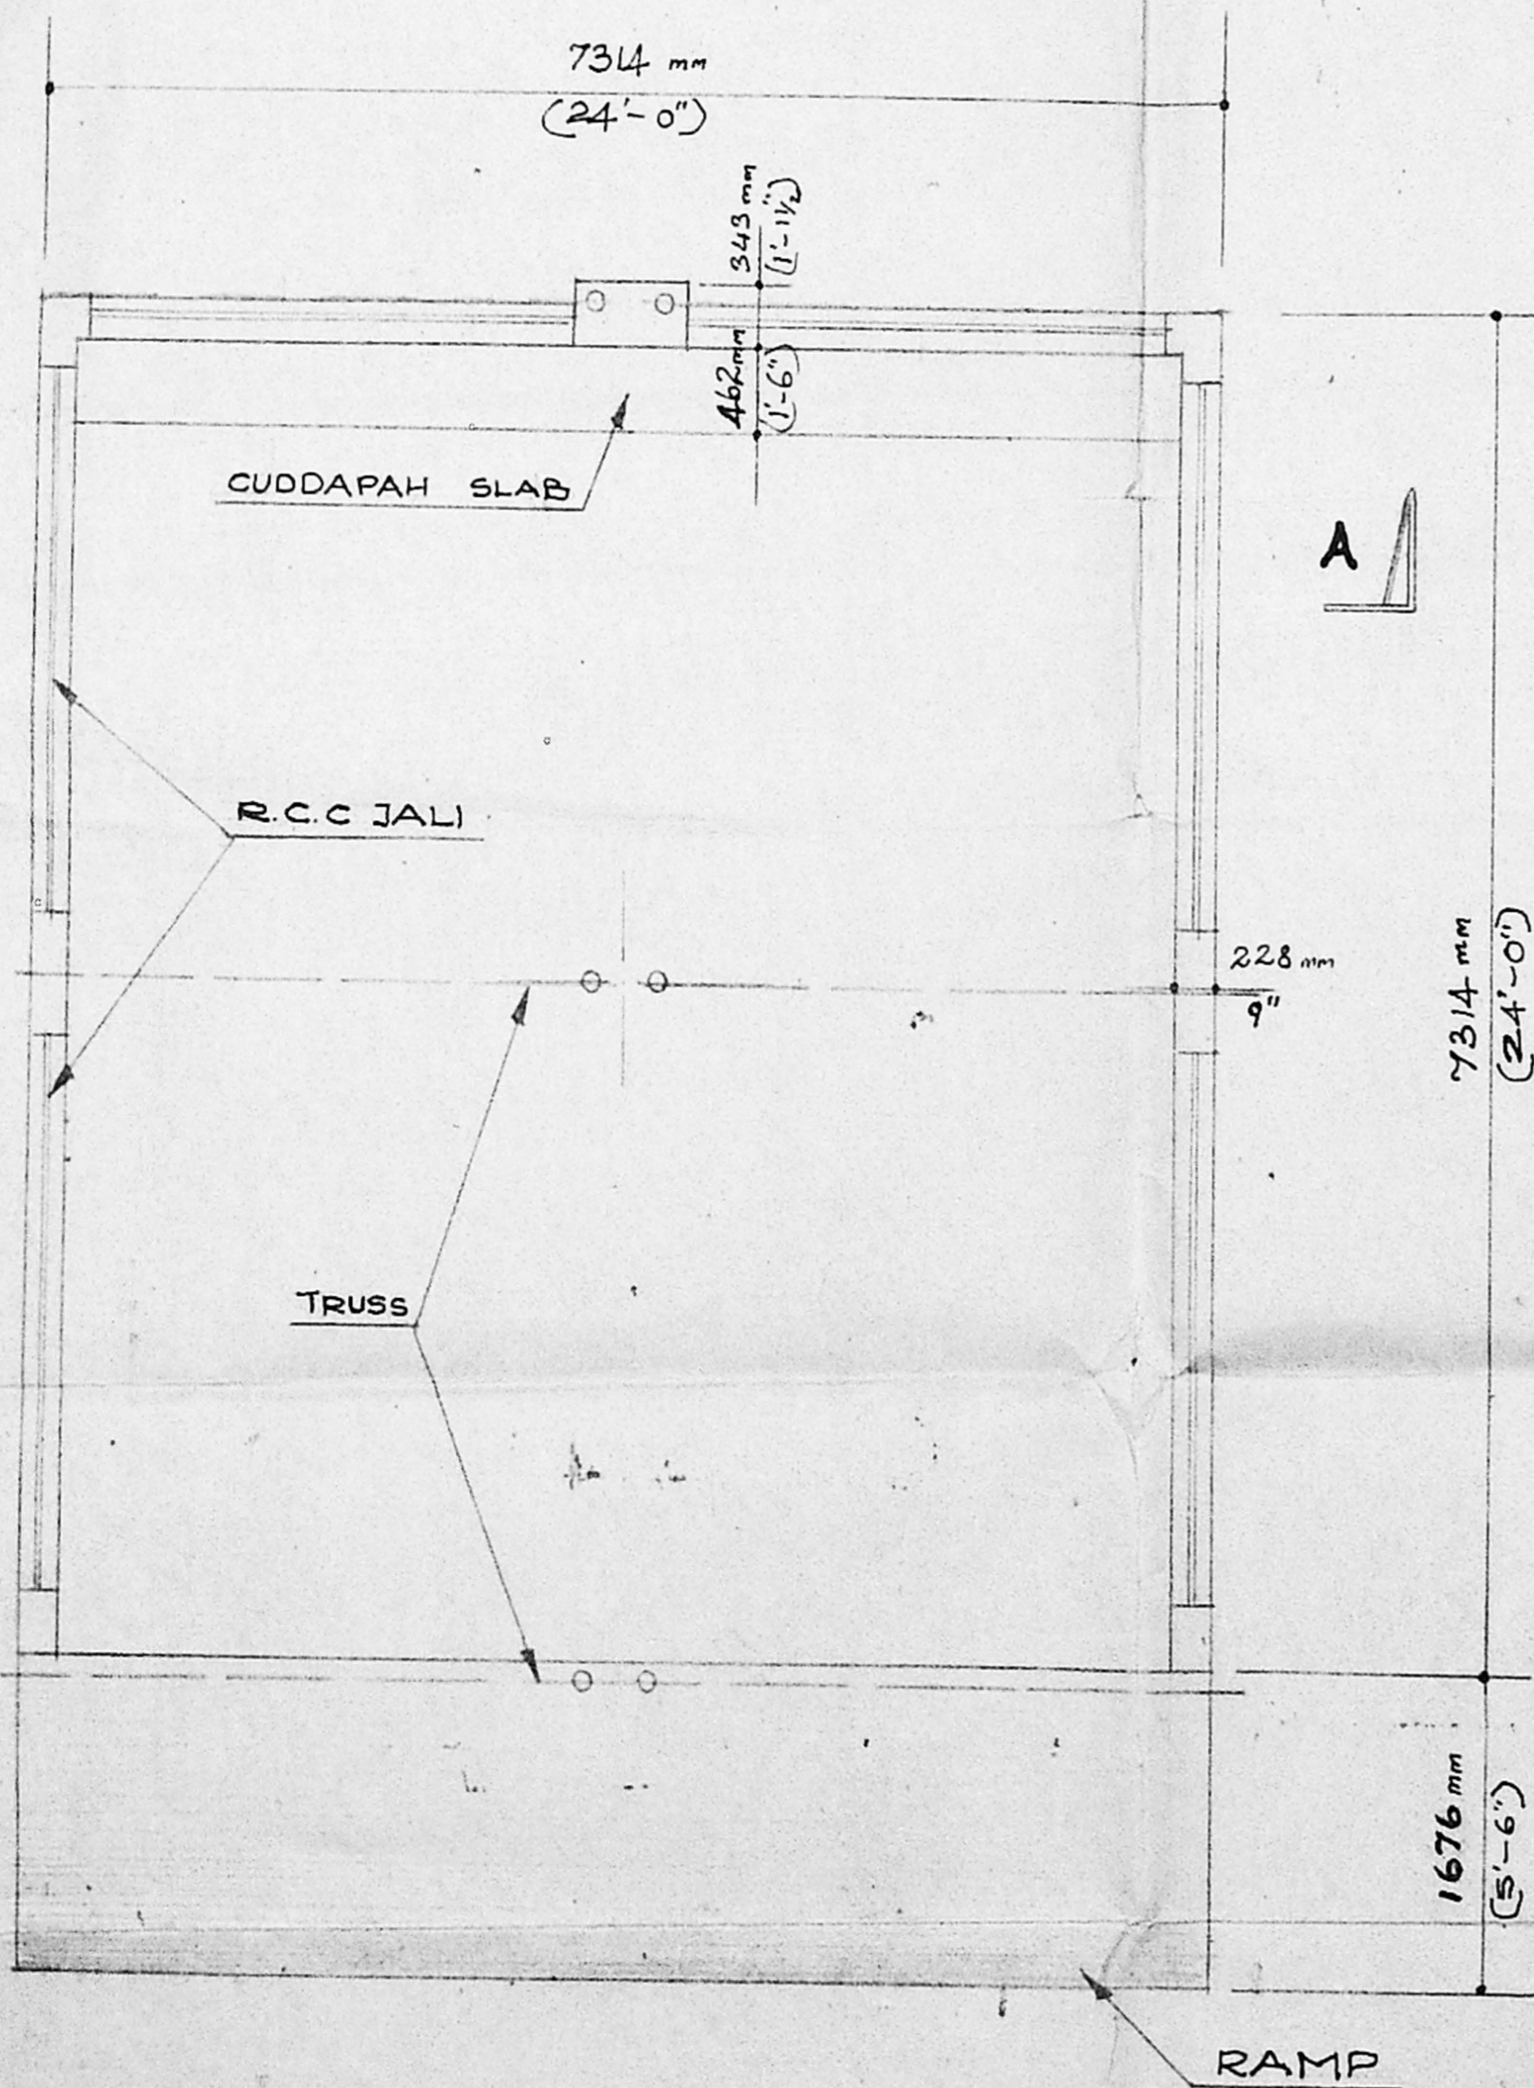 7314 mm
(24'-0")
343 mm
(1'-1½")
462mm
(1'-6")
CUDDAPAH SLAB
A
R.C.C JALI
228 mm
9"
7314 mm
(24'-0")
TRUSS
1676 mm
(5'-6")
RAMP